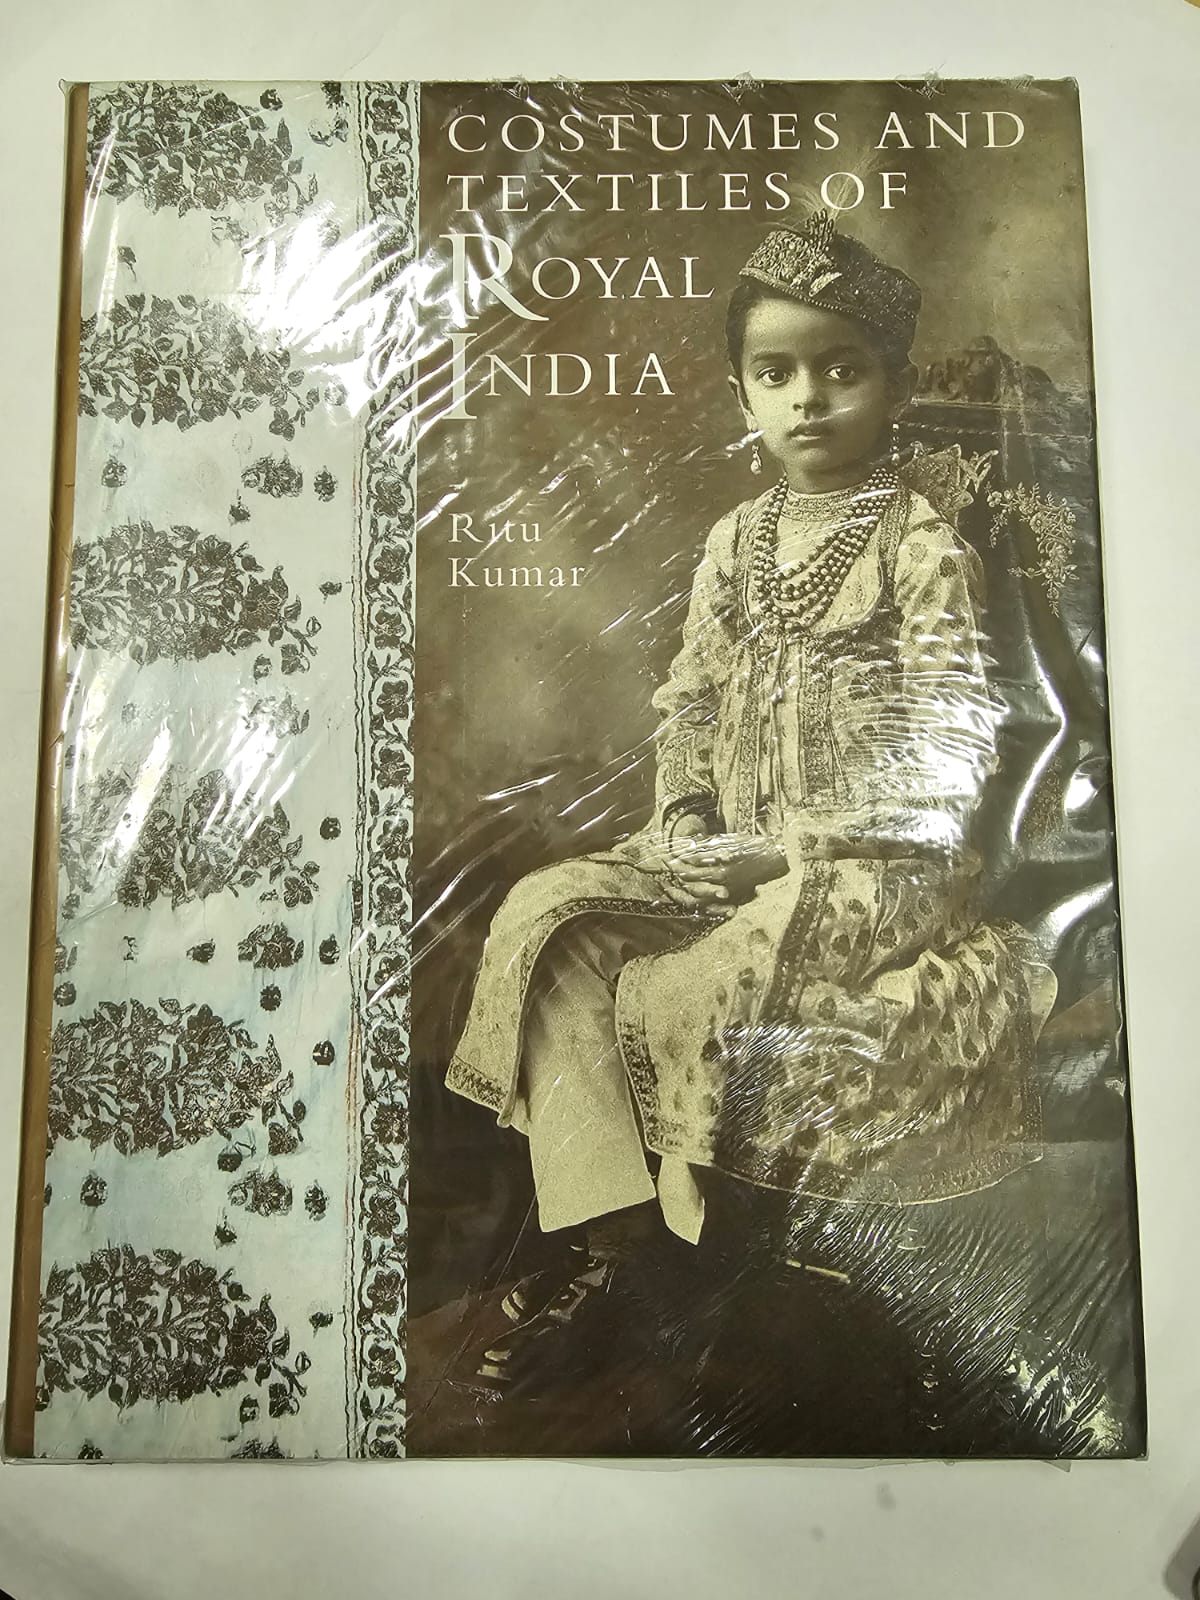 COSTUMES AND
TEXTILES OF
ROYAL
INDIA
Ritu
Kumar